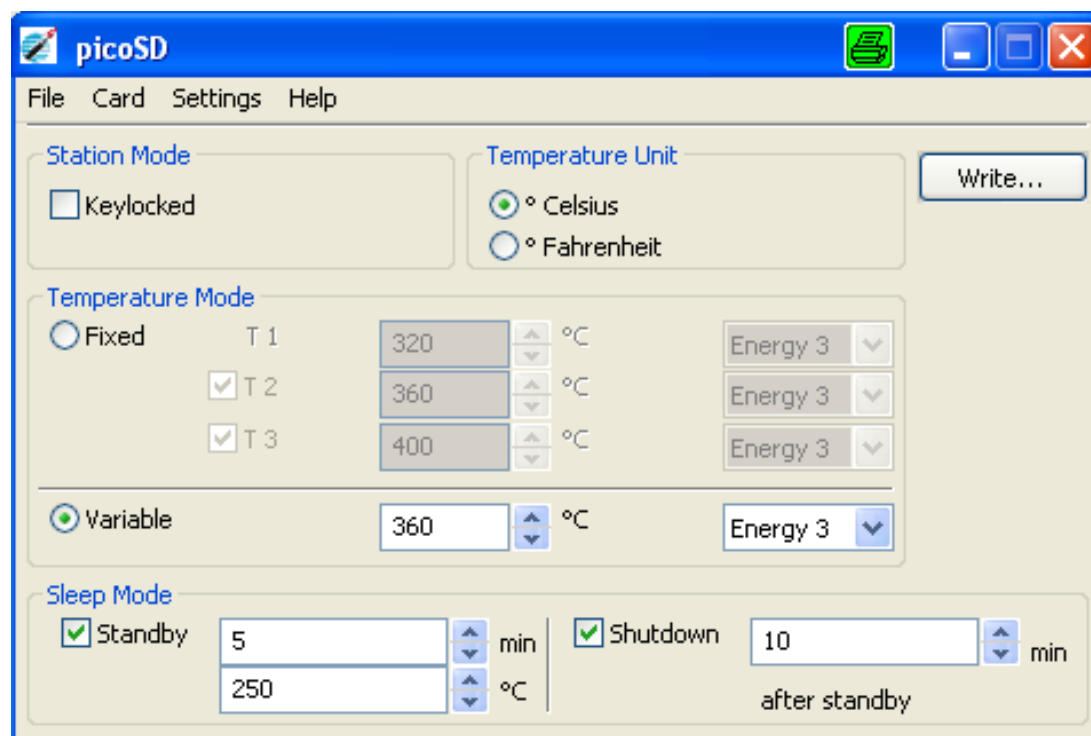 picoSD
File Card Settings Help
Station Mode
Keylocked
Temperature Unit
° Celsius
° Fahrenheit
Write...
Temperature Mode
Fixed T 1 320 °C Energy 3
T 2 360 °C Energy 3
T 3 400 °C Energy 3
Variable 360 °C Energy 3
Sleep Mode
Standby 5 min
250 °C
Shutdown 10 min
after standby